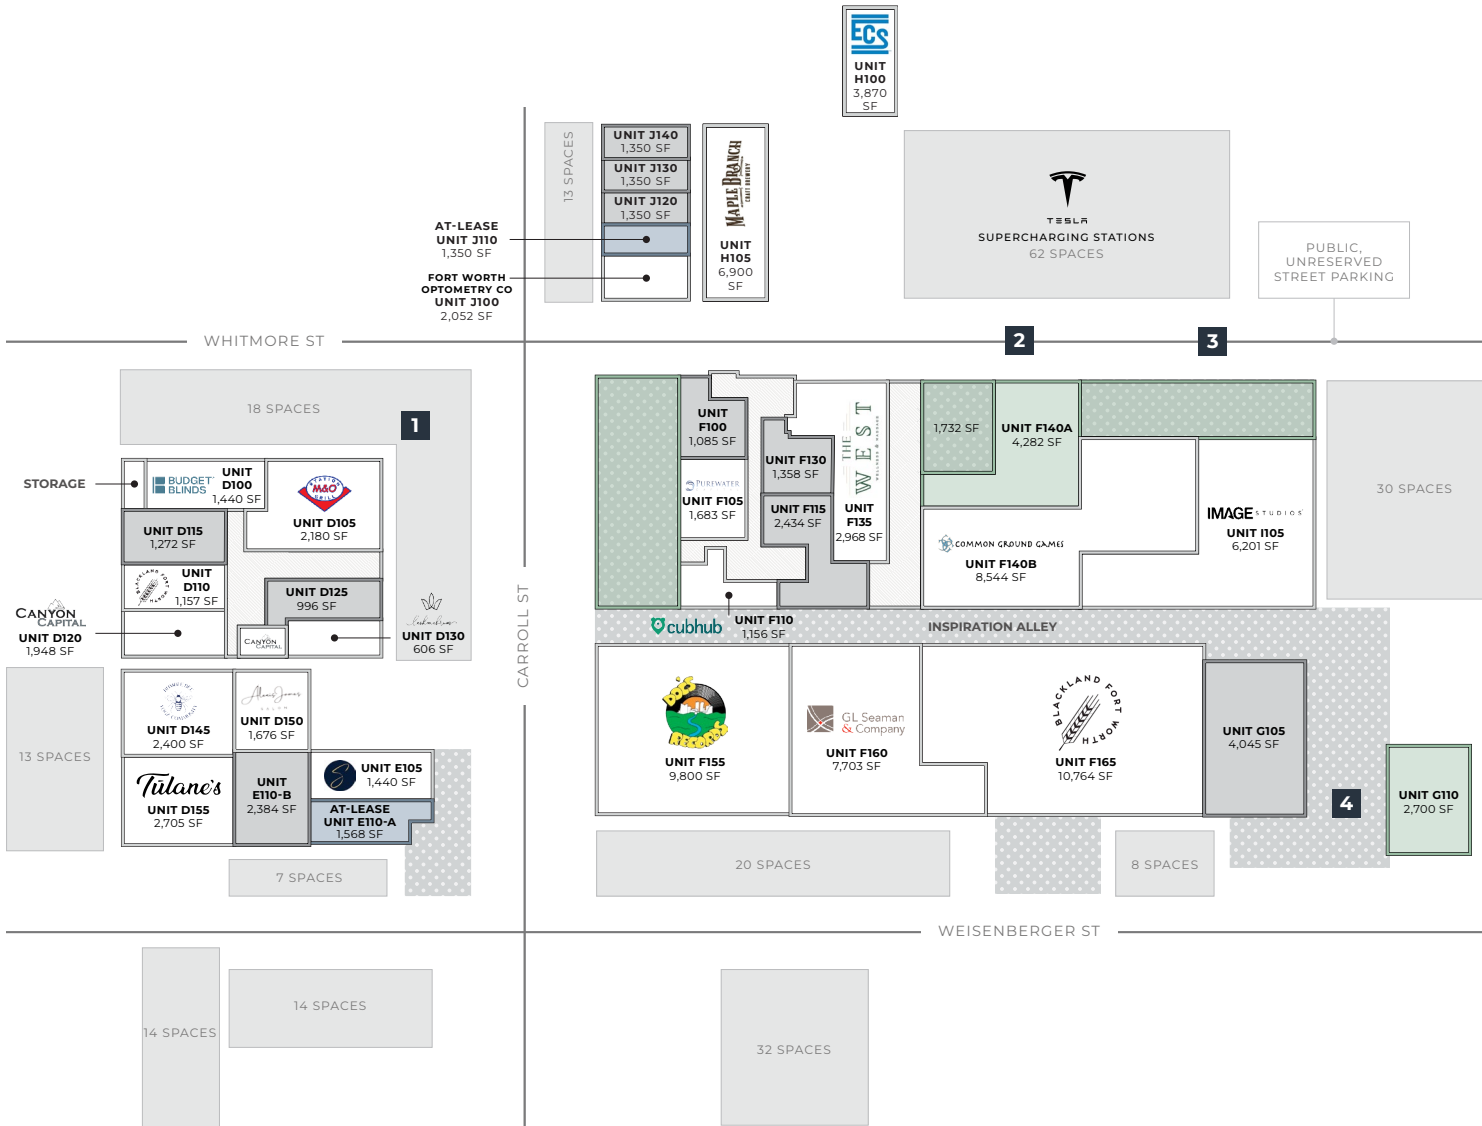 ECS
UNIT
H100
3,870
SF
13 SPACES
UNIT J140
1,350 SF
UNIT J130
1,350 SF
UNIT J120
1,350 SF
AT-LEASE
UNIT J110
1,350 SF
FORT WORTH
OPTOMETRY CO
UNIT J100
2,052 SF
MAPLE BRANCH
CRAFT BREWERY
UNIT
H105
6,900
SF
TESLA
SUPERCHARGING STATIONS
62 SPACES
PUBLIC,
UNRESERVED
STREET PARKING
WHITMORE ST
2
3
18 SPACES
1
STORAGE
BUDGET
BLINDS
UNIT
D100
1,440 SF
STATION
M&O
GRILL
UNIT D105
2,180 SF
UNIT D115
1,272 SF
BLACKLAND FORT WORTH
UNIT
D110
1,157 SF
UNIT D125
996 SF
CANYON
CAPITAL
UNIT D120
1,948 SF
CANYON
CAPITAL
UNIT D130
606 SF
CARROLL ST
13 SPACES
UNIT D145
2,400 SF
Alexis Jones
SALON
UNIT D150
1,676 SF
Tulane's
UNIT D155
2,705 SF
UNIT
E110-B
2,384 SF
S
UNIT E105
1,440 SF
AT-LEASE
UNIT E110-A
1,568 SF
7 SPACES
14 SPACES
14 SPACES
UNIT
F100
1,085 SF
PUREWATER
UNIT F105
1,683 SF
UNIT F130
1,358 SF
UNIT F115
2,434 SF
THE
WEST
UNIT
F135
2,968 SF
1,732 SF
UNIT F140A
4,282 SF
COMMON GROUND GAMES
UNIT F140B
8,544 SF
IMAGE STUDIOS
UNIT I105
6,201 SF
30 SPACES
cubhub
UNIT F110
1,156 SF
INSPIRATION ALLEY
DOC'S
RECORDS
UNIT F155
9,800 SF
GL Seaman
& Company
UNIT F160
7,703 SF
BLACKLAND FORT WORTH
UNIT F165
10,764 SF
UNIT G105
4,045 SF
4
UNIT G110
2,700 SF
20 SPACES
8 SPACES
WEISENBERGER ST
32 SPACES